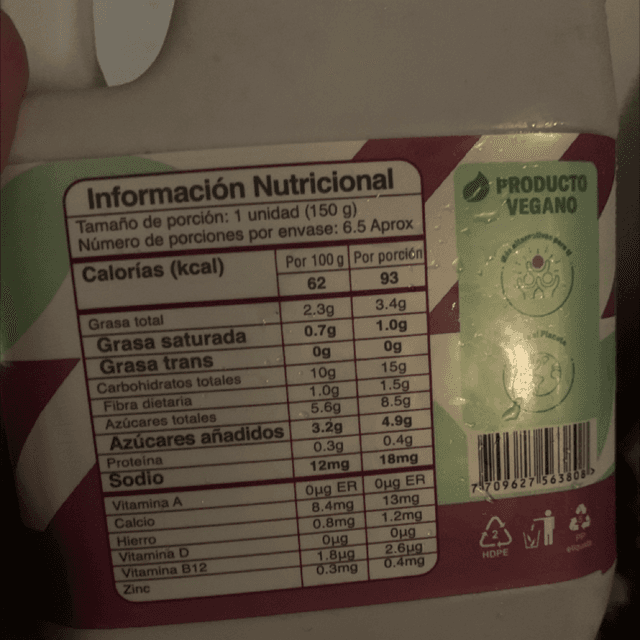 Información Nutricional
Tamaño de porción: 1 unidad (150 g)
Número de porciones por envase: 6.5 Aprox
Calorías (kcal) Por 100 g Por porción
62 93
Grasa total 2.3g 3.4g
Grasa saturada 0.7g 1.0g
Grasa trans 0g 0g
Carbohidratos totales 10g 15g
Fibra dietaria 1.0g 1.5g
Azúcares totales 5.6g 8.5g
Azúcares añadidos 3.2g 4.9g
Proteína 0.3g 0.4g
Sodio 12mg 18mg
Vitamina A 0µg ER 0µg ER
Calcio 8.4mg 13mg
Hierro 0.8mg 1.2mg
Vitamina D 0µg 0µg
Vitamina B12 1.8µg 2.6µg
Zinc 0.3mg 0.4mg
PRODUCTO
VEGANO
Planeta
7 709627 563808
2
HDPE
PP
etiqueta